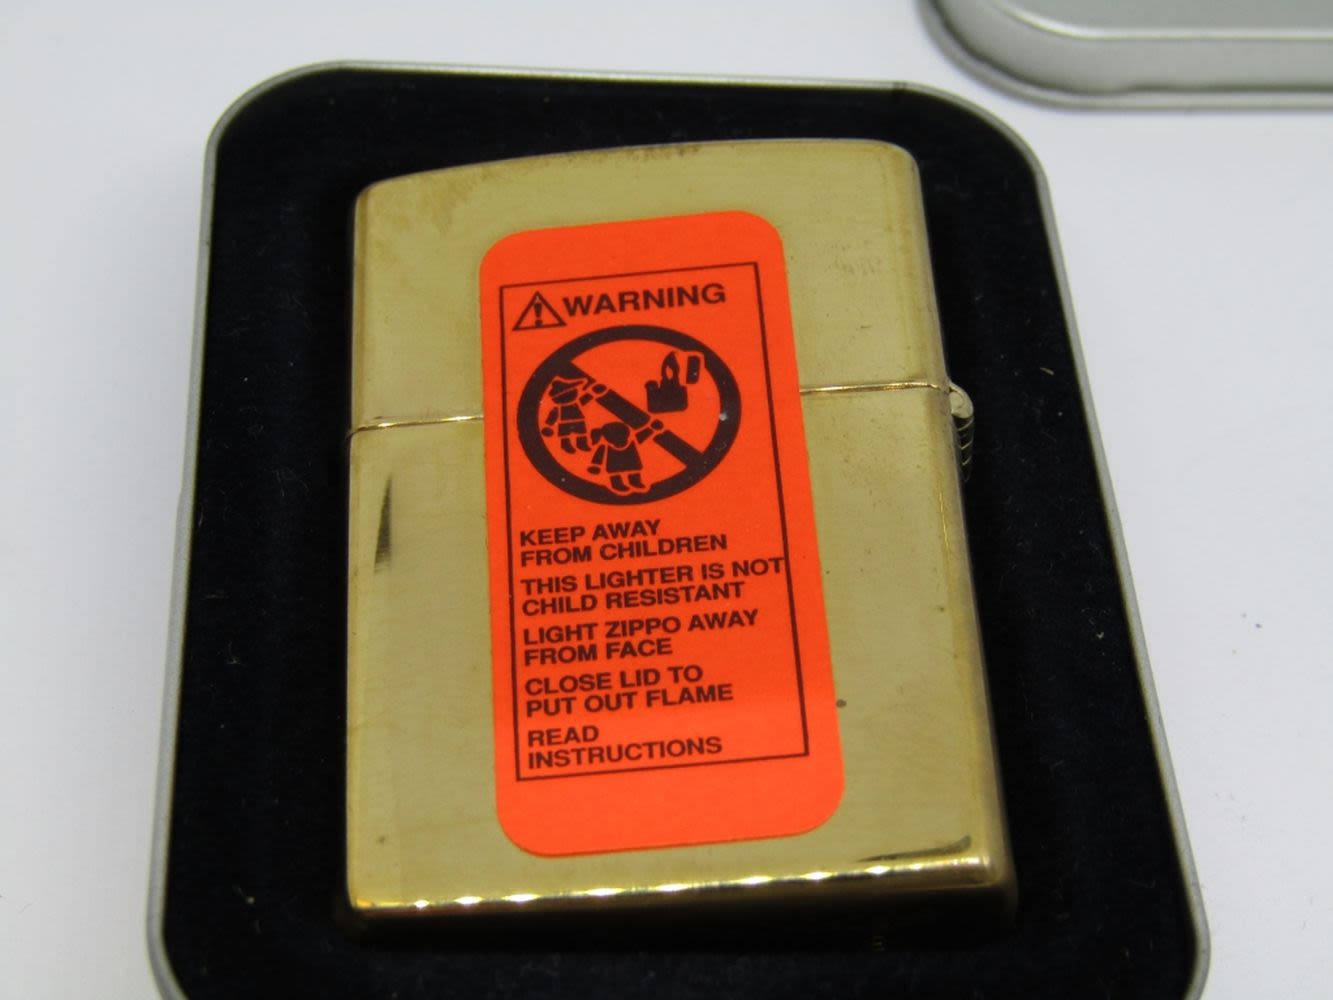 WARNING
KEEP AWAY
FROM CHILDREN
THIS LIGHTER IS NOT
CHILD RESISTANT
LIGHT ZIPPO AWAY
FROM FACE
CLOSE LID TO
PUT OUT FLAME
READ
INSTRUCTIONS